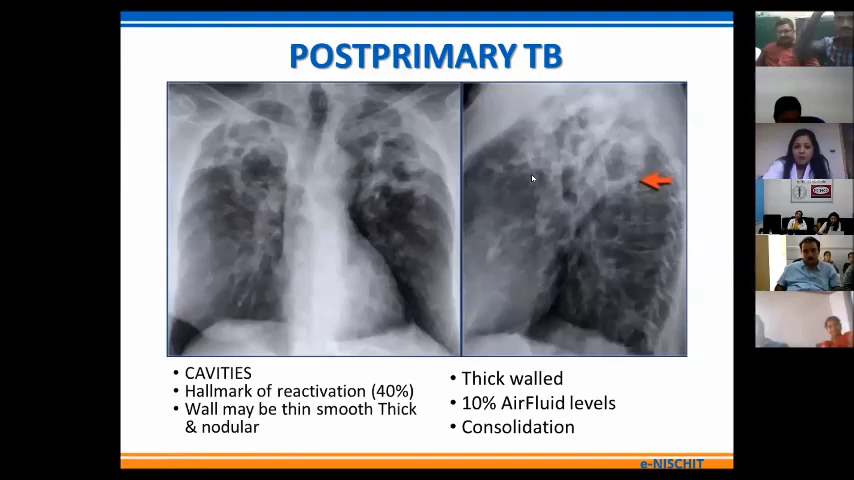 POSTPRIMARY TB
• CAVITIES
• Hallmark of reactivation (40%)
• Wall may be thin smooth Thick
& nodular
• Thick walled
• 10% AirFluid levels
• Consolidation
e-NISCHIT